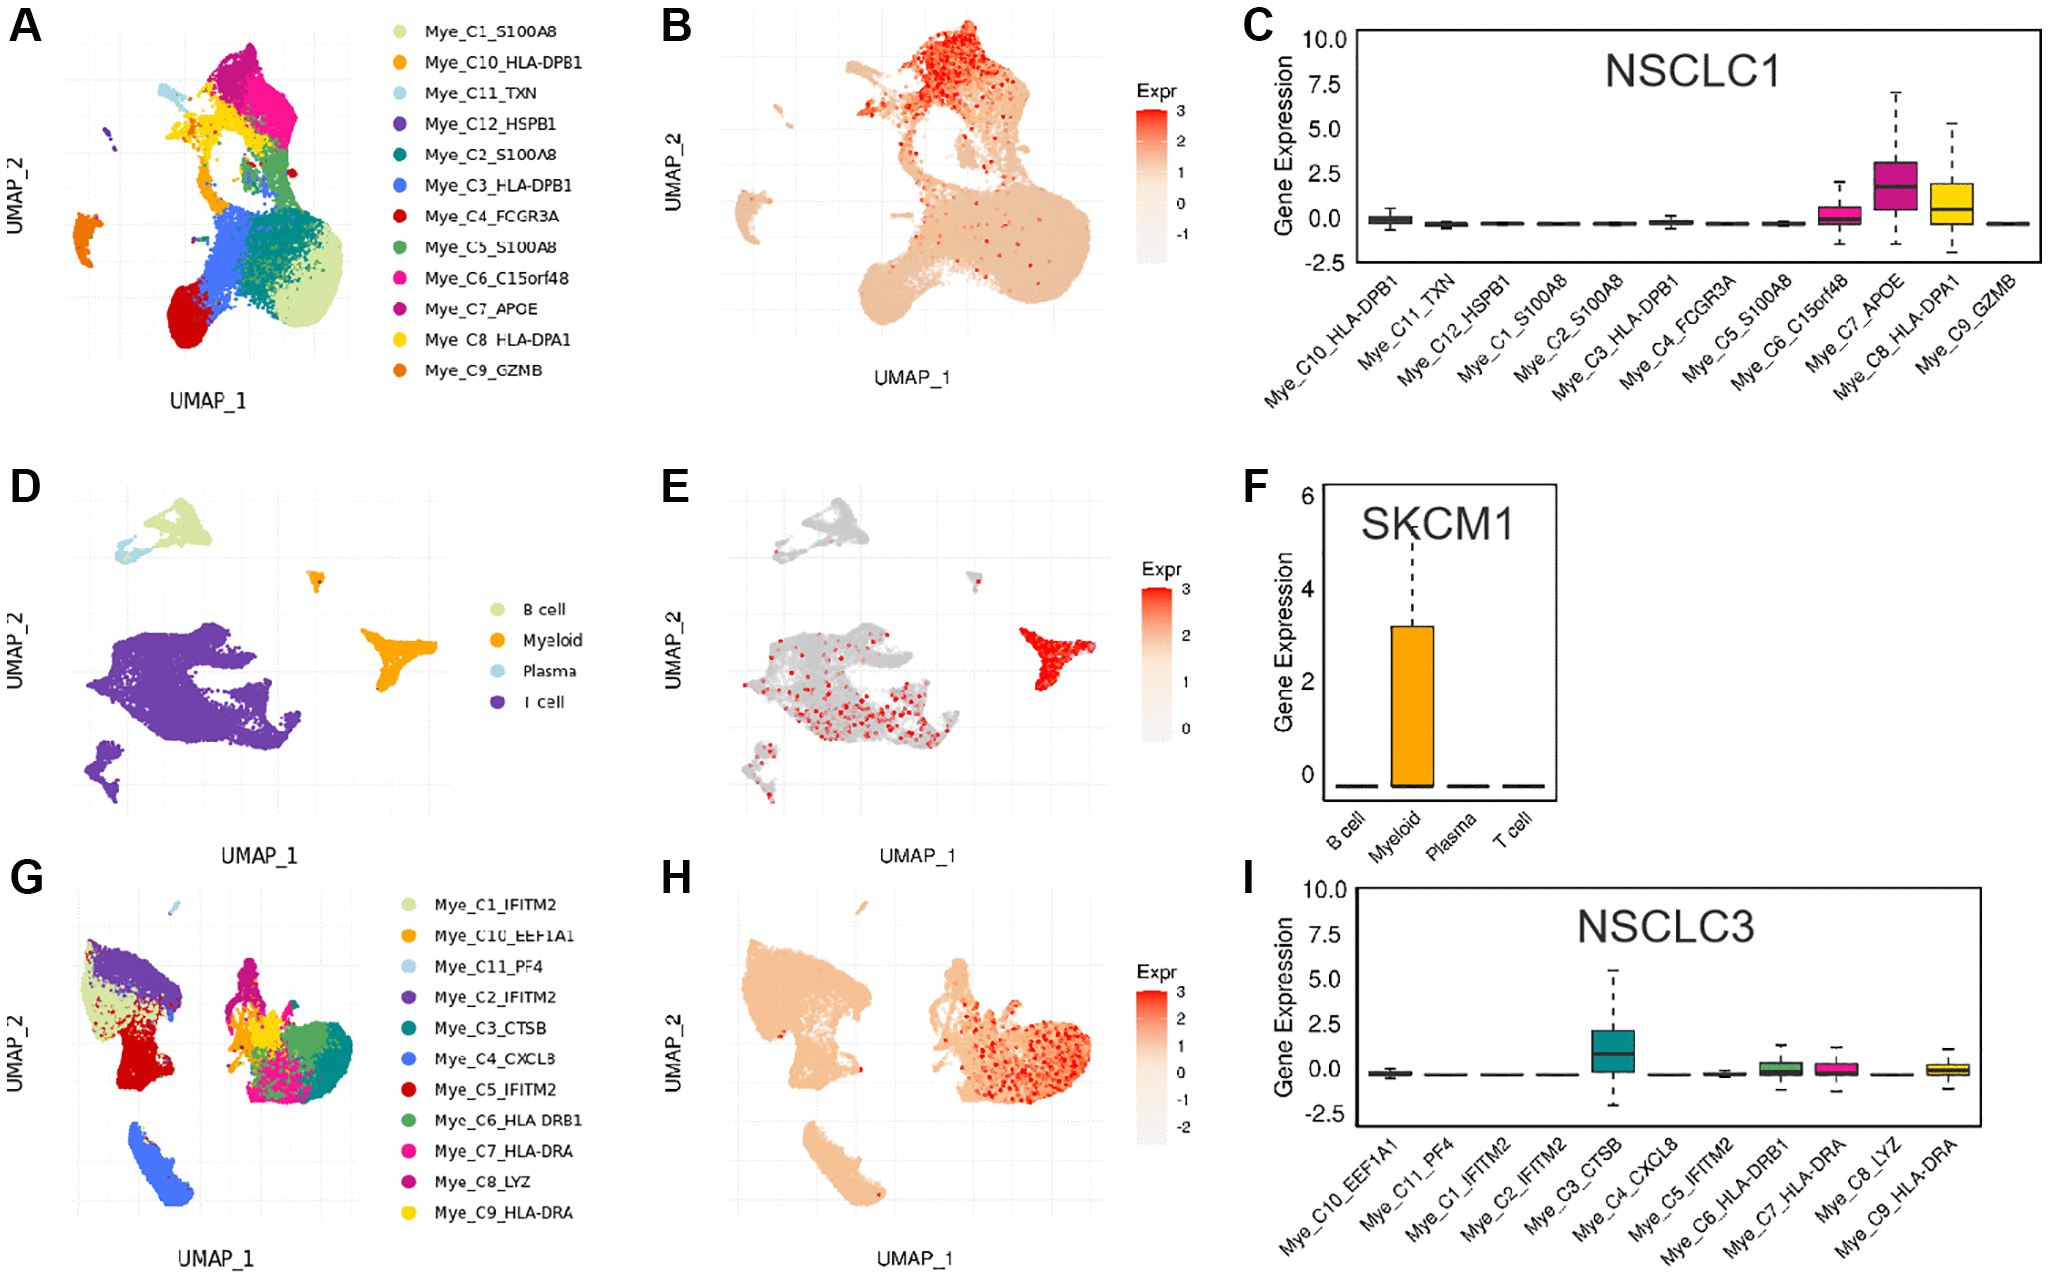 A
UMAP_2
UMAP_1
Mye_C1_S100A8
Mye_C10_HLA-DPB1
Mye_C11_TXN
Mye_C12_HSPB1
Mye_C2_S100A8
Mye_C3_HLA-DPB1
Mye_C4_FCGR3A
Mye_C5_S100A8
Mye_C6_C15orf48
Mye_C7_APOE
Mye_C8_HLA-DPA1
Mye_C9_GZMB
B
UMAP_2
UMAP_1
Expr
3
2
1
0
-1
C
NSCLC1
Gene Expression
10.0
7.5
5.0
2.5
0.0
-2.5
Mye_C10_HLA-DPB1
Mye_C11_TXN
Mye_C12_HSPB1
Mye_C1_S100A8
Mye_C2_S100A8
Mye_C3_HLA-DPB1
Mye_C4_FCGR3A
Mye_C5_S100A8
Mye_C6_C15orf48
Mye_C7_APOE
Mye_C8_HLA-DPA1
Mye_C9_GZMB
D
UMAP_2
UMAP_1
B cell
Myeloid
Plasma
T cell
E
UMAP_2
UMAP_1
Expr
3
2
1
0
F
SKCM1
Gene Expression
6
4
2
0
B cell
Myeloid
Plasma
T cell
G
UMAP_2
UMAP_1
Mye_C1_IFITM2
Mye_C10_EEF1A1
Mye_C11_PF4
Mye_C2_IFITM2
Mye_C3_CTSB
Mye_C4_CXCL8
Mye_C5_IFITM2
Mye_C6_HLA DRB1
Mye_C7_HLA-DRA
Mye_C8_LYZ
Mye_C9_HLA-DRA
H
UMAP_2
UMAP_1
Expr
3
2
1
0
-1
-2
I
NSCLC3
Gene Expression
10.0
7.5
5.0
2.5
0.0
-2.5
Mye_C10_EEF1A1
Mye_C11_PF4
Mye_C1_IFITM2
Mye_C2_IFITM2
Mye_C3_CTSB
Mye_C4_CXCL8
Mye_C5_IFITM2
Mye_C6_HLA-DRB1
Mye_C7_HLA-DRA
Mye_C8_LYZ
Mye_C9_HLA-DRA